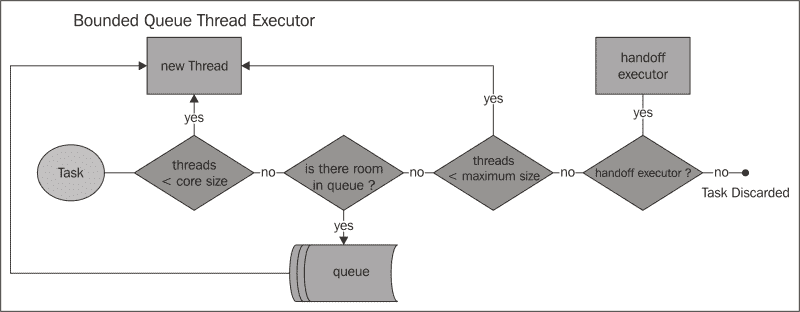 Bounded Queue Thread Executor
new Thread
handoff
executor
yes
yes
yes
Task
threads
< core size
no
is there room
in queue ?
no
threads
< maximum size
no
handoff executor ?
no
Task Discarded
yes
queue